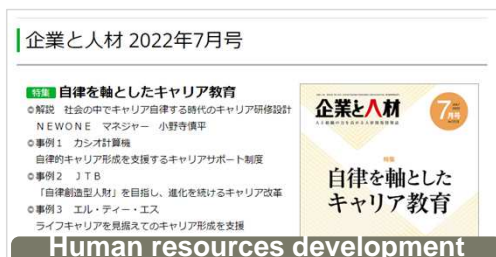 企業と人材 2022年7月号
特集 自律を軸としたキャリア教育
◎解説 社会の中でキャリア自律する時代のキャリア研修設計
NEWONE マネジャー 小野寺慎平
◎事例1 カシオ計算機
自律的キャリア形成を支援するキャリアサポート制度
◎事例2 JTB
「自律創造型人財」を目指し、進化を続けるキャリア改革
◎事例3 エル・ティー・エス
ライフキャリアを見据えてのキャリア形成を支援
企業と人材
7月号
特集
自律を軸とした
キャリア教育
Human resources development